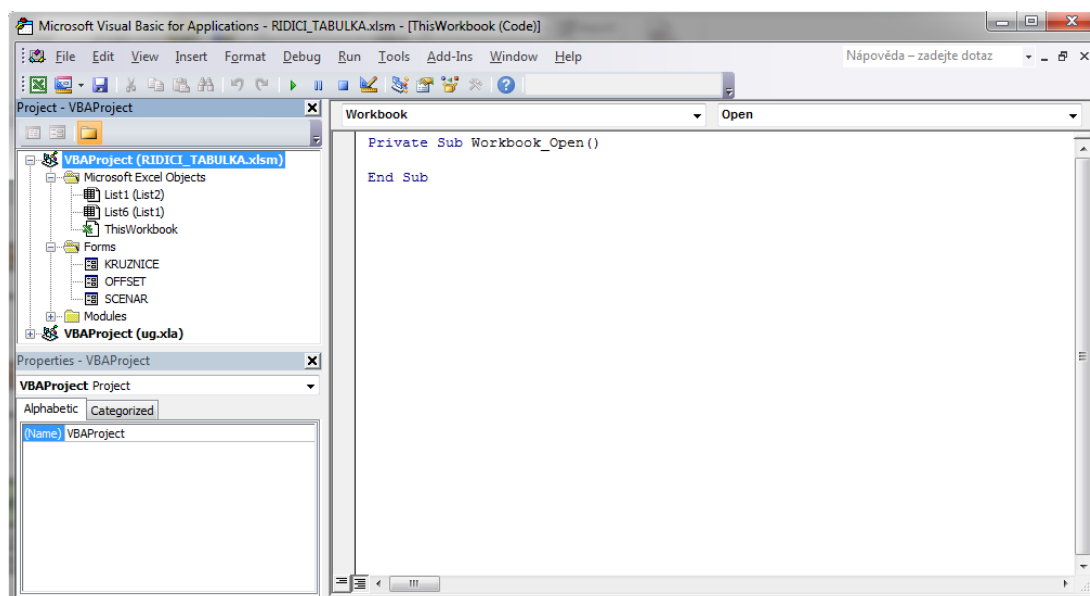 Microsoft Visual Basic for Applications - RIDICI_TABULKA.xlsm - [ThisWorkbook (Code)]
File Edit View Insert Format Debug Run Tools Add-Ins Window Help Nápověda – zadejte dotaz
Project - VBAProject
Workbook Open
VBAProject (RIDICI_TABULKA.xlsm)
Microsoft Excel Objects
List1 (List2)
List6 (List1)
ThisWorkbook
Forms
KRUZNICE
OFFSET
SCENAR
Modules
VBAProject (ug.xla)
Properties - VBAProject
VBAProject Project
Alphabetic Categorized
(Name) VBAProject
Private Sub Workbook_Open()
End Sub